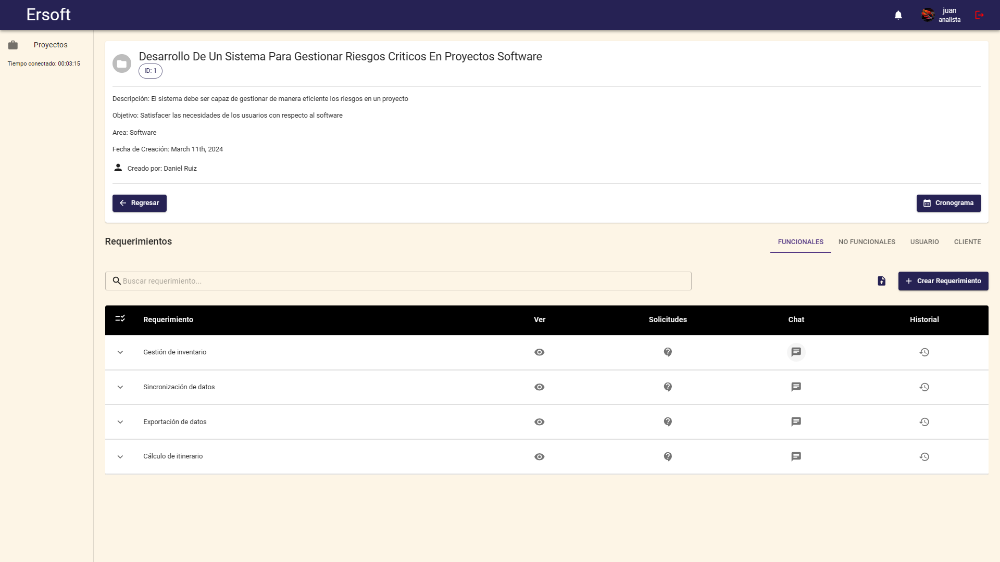 Ersoft
juan
analista
Proyectos
Tiempo conectado: 00:03:15
Desarrollo De Un Sistema Para Gestionar Riesgos Criticos En Proyectos Software
ID: 1
Descripción: El sistema debe ser capaz de gestionar de manera eficiente los riesgos en un proyecto
Objetivo: Satisfacer las necesidades de los usuarios con respecto al software
Area: Software
Fecha de Creación: March 11th, 2024
Creado por: Daniel Ruiz
Regresar
Cronograma
Requerimientos
FUNCIONALES NO FUNCIONALES USUARIO CLIENTE
Buscar requerimiento...
Crear Requerimiento
Requerimiento Ver Solicitudes Chat Historial
Gestión de inventario
Sincronización de datos
Exportación de datos
Cálculo de itinerario